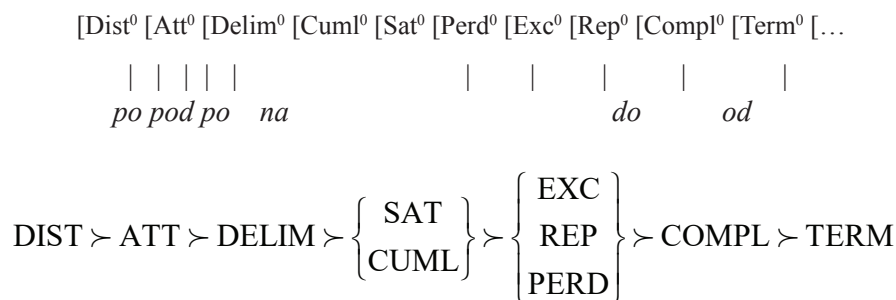 [Dist⁰ [Att⁰ [Delim⁰ [Cuml⁰ [Sat⁰ [Perd⁰ [Exc⁰ [Rep⁰ [Compl⁰ [Term⁰ […
| | | | | | | | | |
po pod po na do od
DIST ≻ ATT ≻ DELIM ≻ { SAT CUML } ≻ { EXC REP PERD } ≻ COMPL ≻ TERM